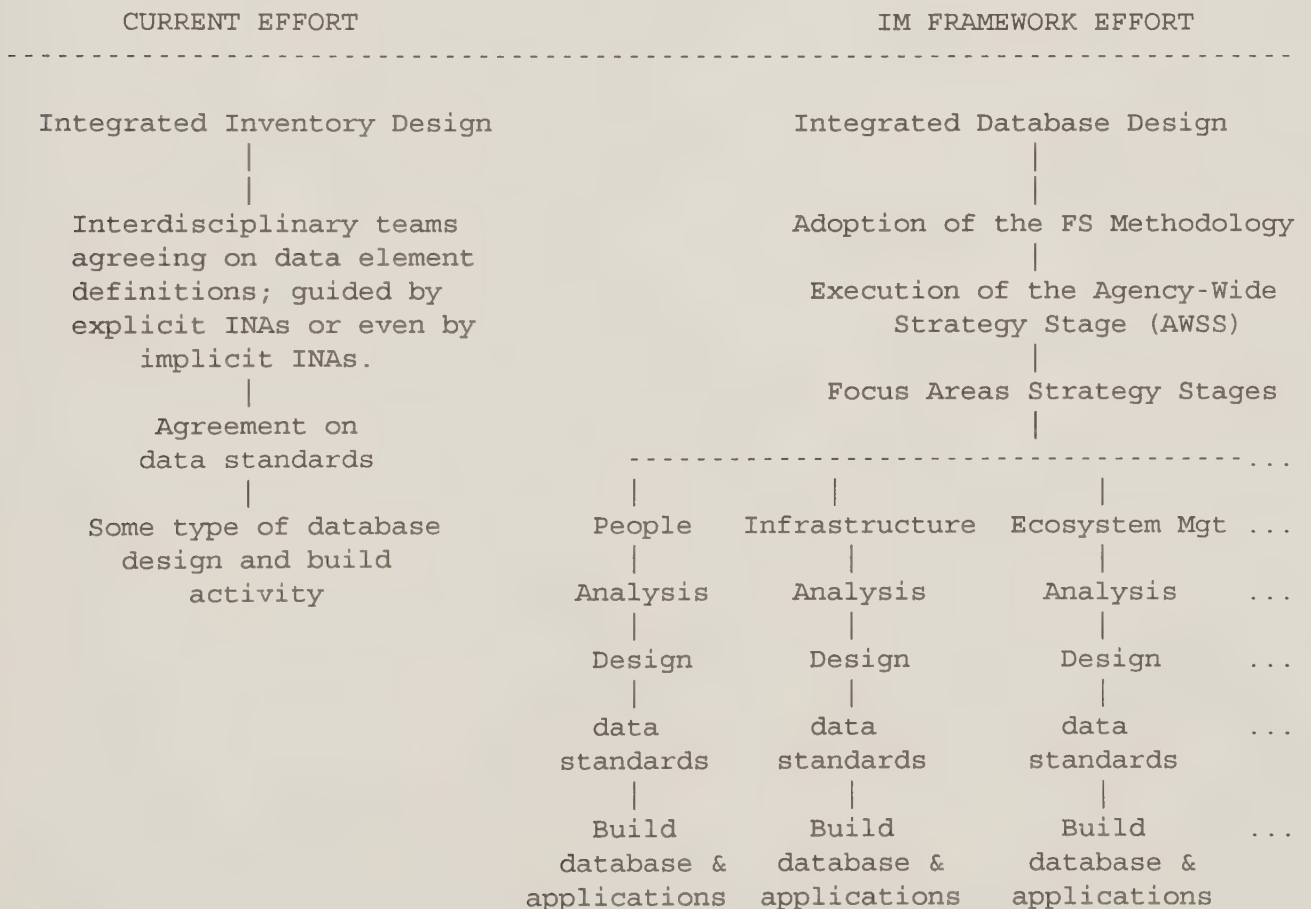 CURRENT EFFORT IM FRAMEWORK EFFORT
Integrated Inventory Design Integrated Database Design
Interdisciplinary teams Adoption of the FS Methodology
agreeing on data element
definitions; guided by Execution of the Agency-Wide
explicit INAs or even by Strategy Stage (AWSS)
implicit INAs.
Focus Areas Strategy Stages
Agreement on
data standards ...
Some type of database People Infrastructure Ecosystem Mgt ...
design and build
activity Analysis Analysis Analysis ...
Design Design Design ...
data data data ...
standards standards standards
Build Build Build ...
database & database & database &
applications applications applications